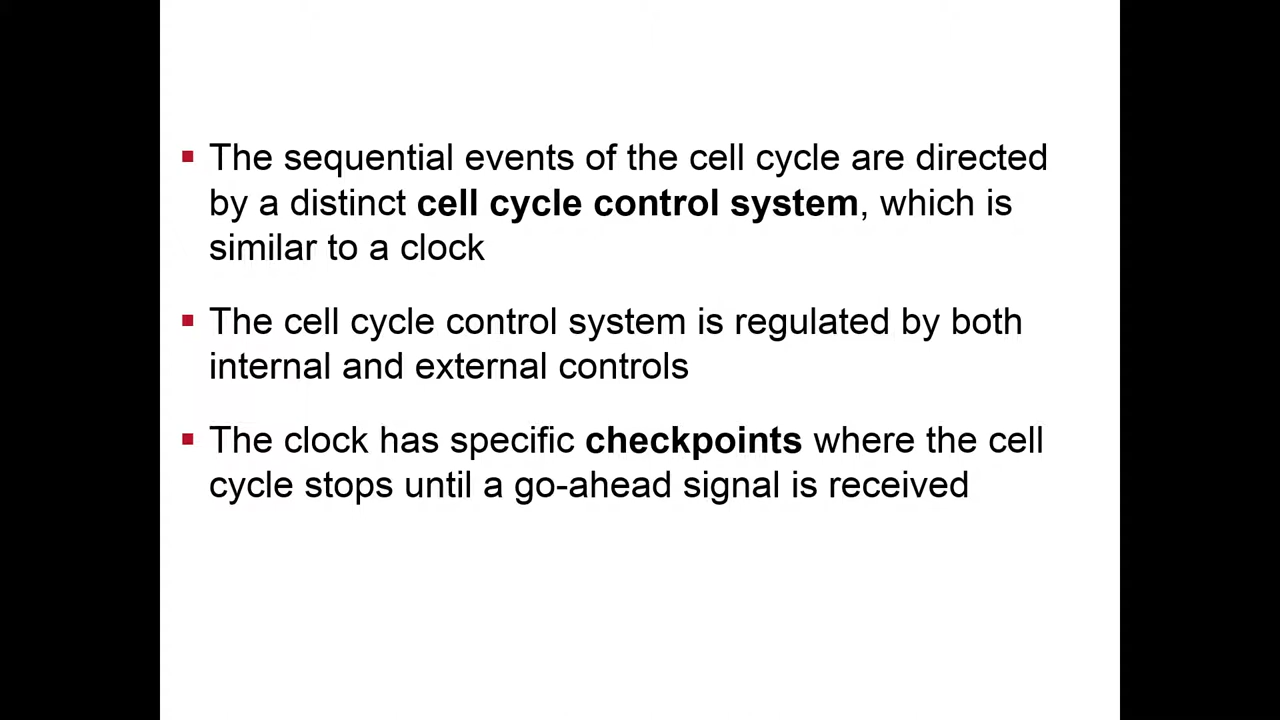 ▪ The sequential events of the cell cycle are directed
by a distinct cell cycle control system, which is
similar to a clock
▪ The cell cycle control system is regulated by both
internal and external controls
▪ The clock has specific checkpoints where the cell
cycle stops until a go-ahead signal is received